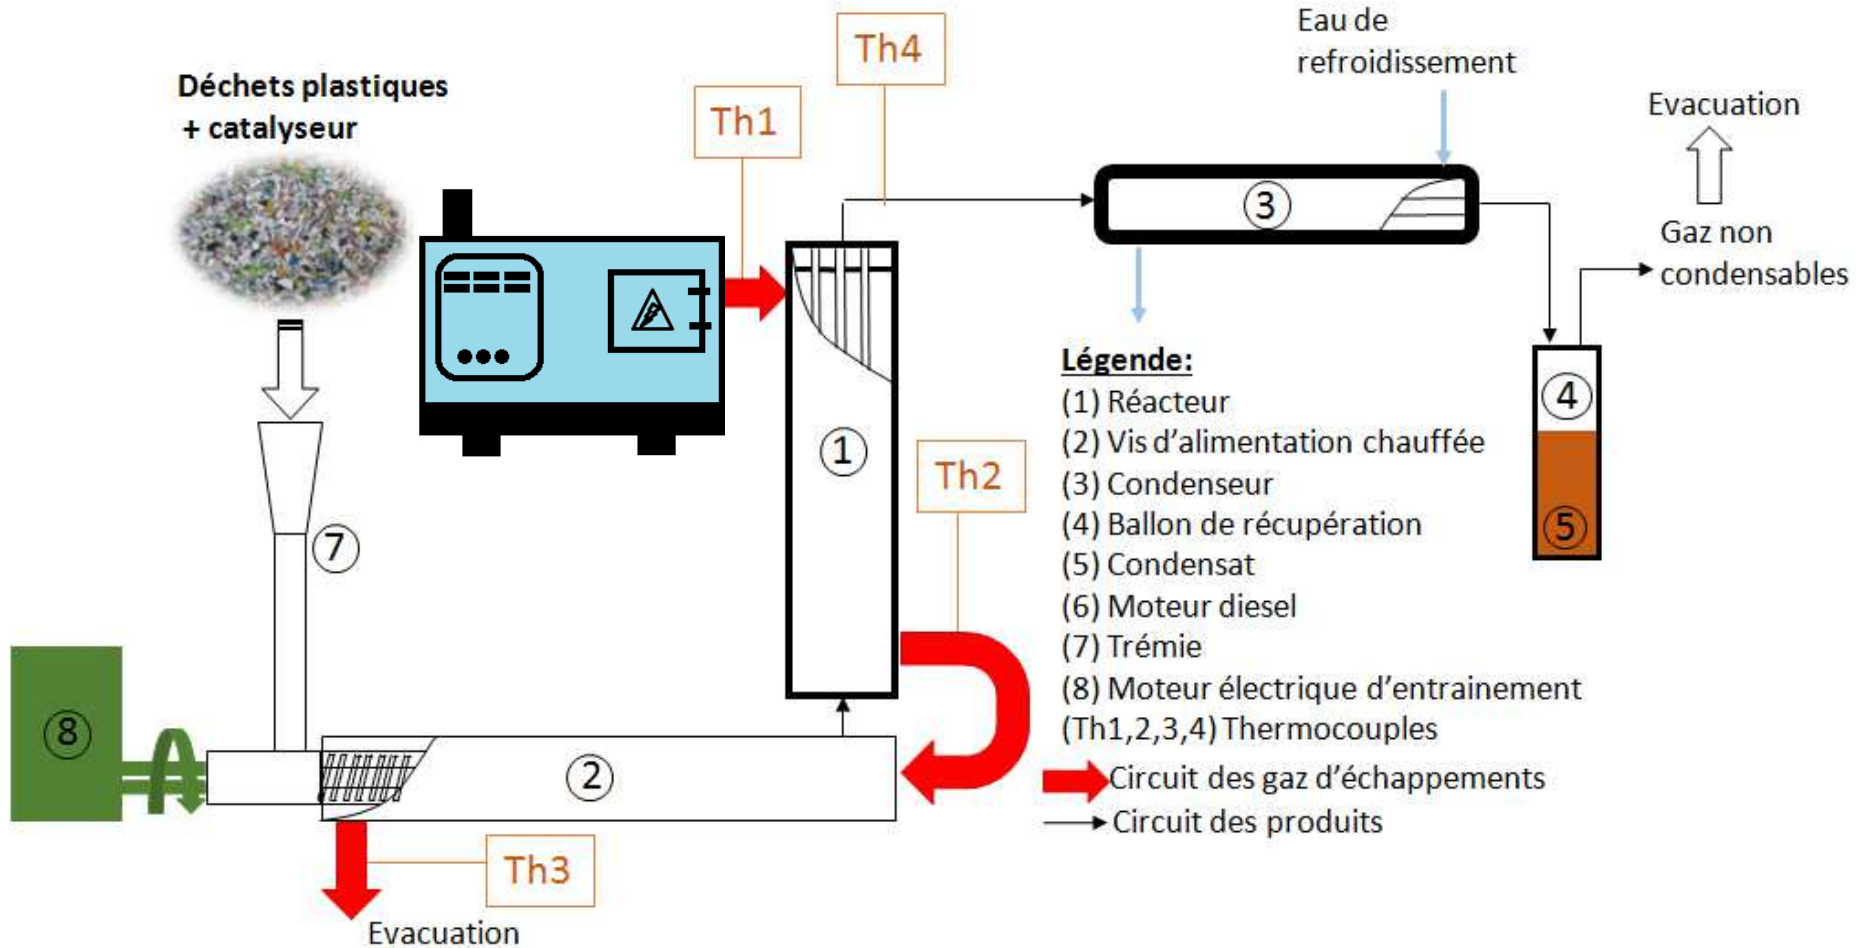 Déchets plastiques
+ catalyseur
Th1
Th4
Eau de
refroidissement
Evacuation
Gaz non
condensables
3
4
5
1
Th2
7
8
2
Th3
Evacuation
Légende:
(1) Réacteur
(2) Vis d'alimentation chauffée
(3) Condenseur
(4) Ballon de récupération
(5) Condensat
(6) Moteur diesel
(7) Trémie
(8) Moteur électrique d'entrainement
(Th1,2,3,4) Thermocouples
Circuit des gaz d'échappements
Circuit des produits